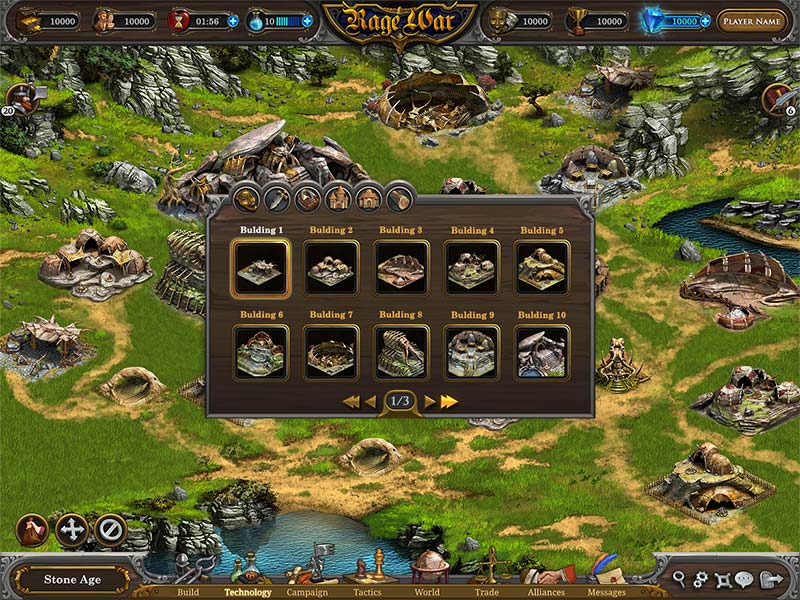 10000
10000
01:56
10
Rage War
10000
10000
10000
Player Name
20
6
Bulding 1
Bulding 2
Bulding 3
Bulding 4
Bulding 5
Bulding 6
Bulding 7
Bulding 8
Bulding 9
Bulding 10
1/3
Stone Age
Build
Technology
Campaign
Tactics
World
Trade
Alliances
Messages